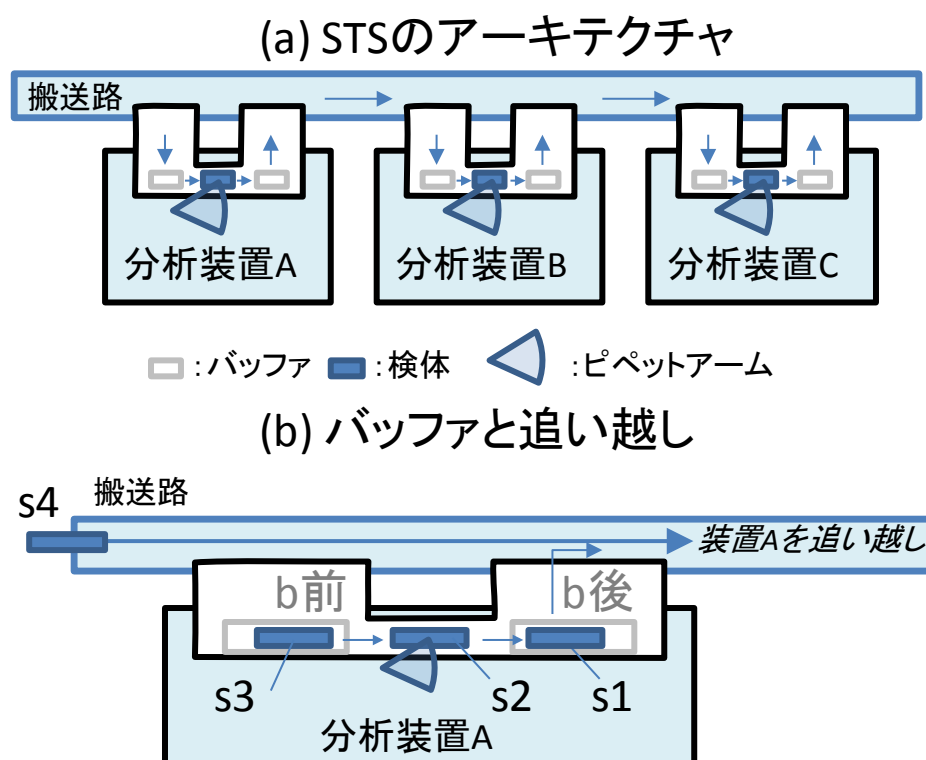 (a) STSのアーキテクチャ
搬送路
分析装置A
分析装置B
分析装置C
:バッファ
:検体
:ピペットアーム
(b) バッファと追い越し
s4
搬送路
装置Aを追い越し
b前
b後
s3
s2
s1
分析装置A